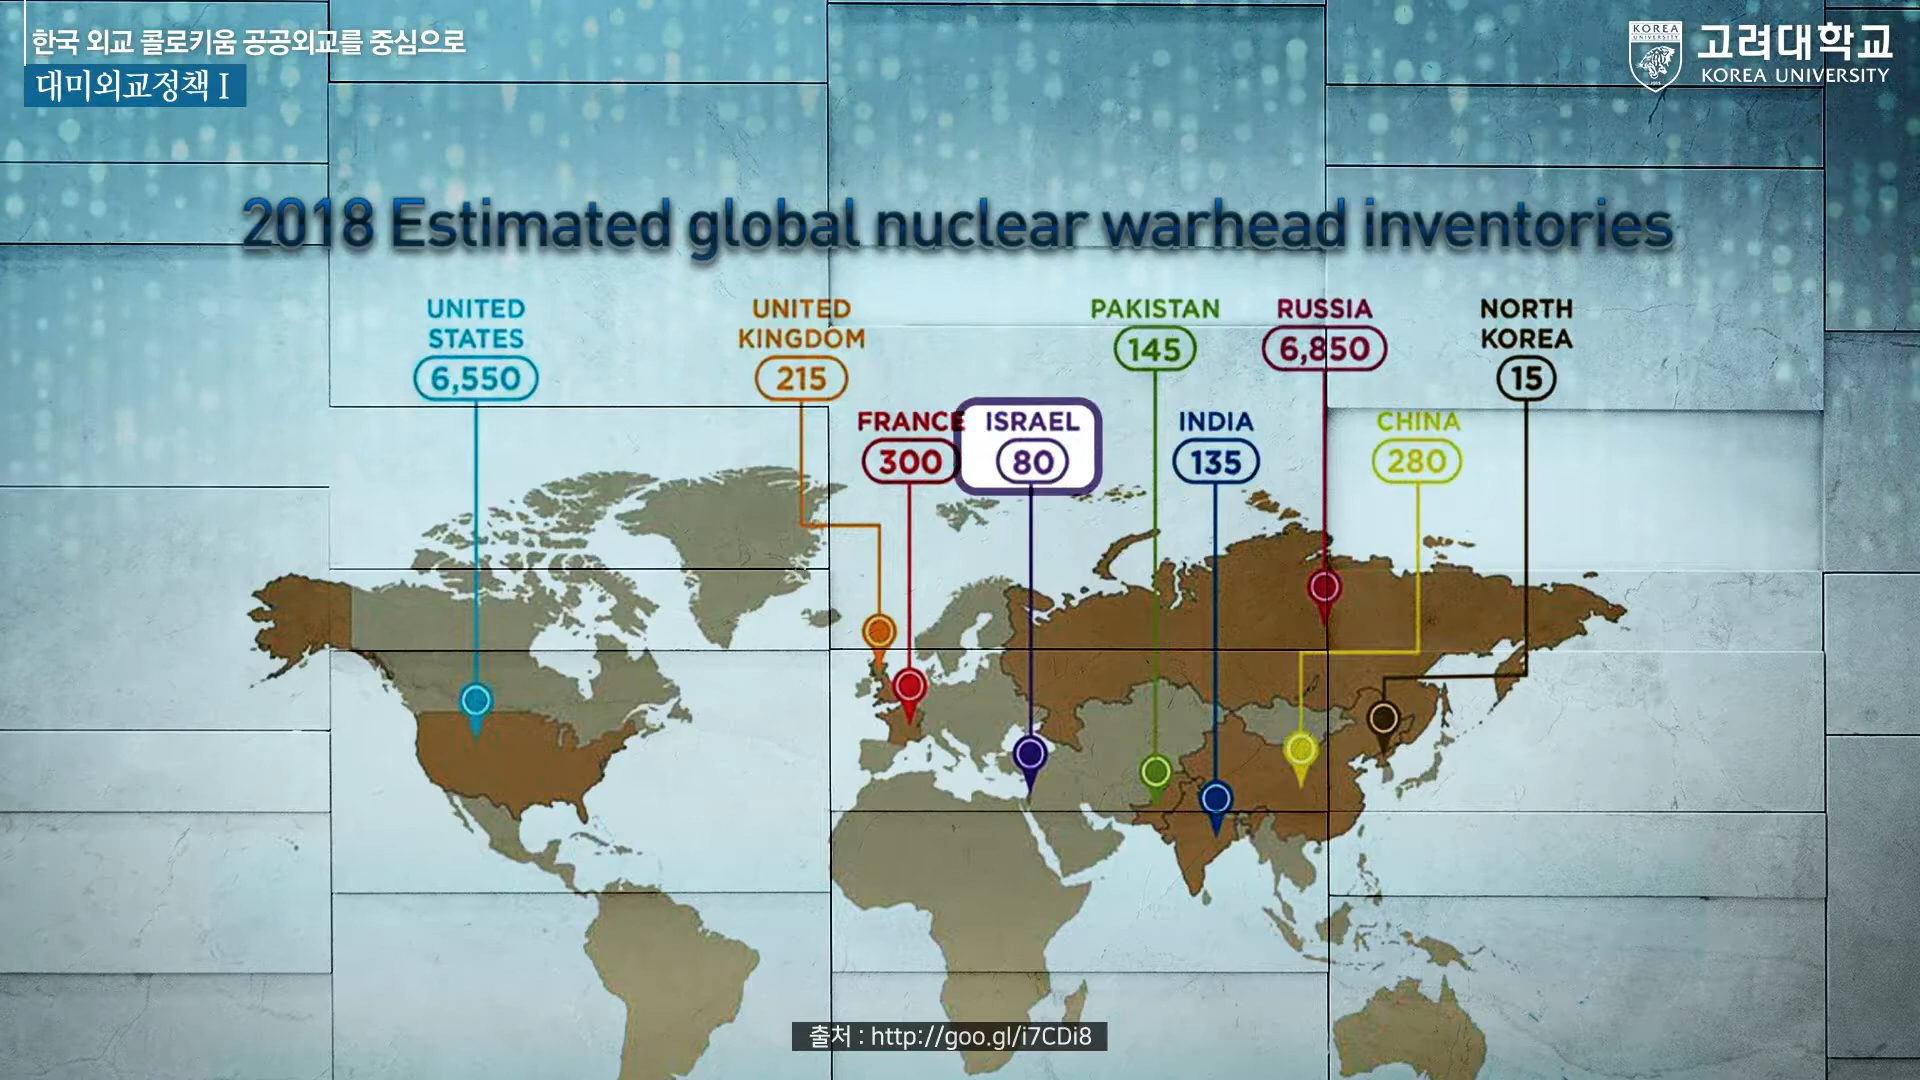 한국 외교 콜로키움 공공외교를 중심으로
대미외교정책 I
KOREA
UNIVERSITY
고려대학교
KOREA UNIVERSITY
2018 Estimated global nuclear warhead inventories
UNITED
STATES
6,550
UNITED
KINGDOM
215
FRANCE
300
ISRAEL
80
PAKISTAN
145
INDIA
135
RUSSIA
6,850
CHINA
280
NORTH
KOREA
15
출처 : http://goo.gl/i7CDi8